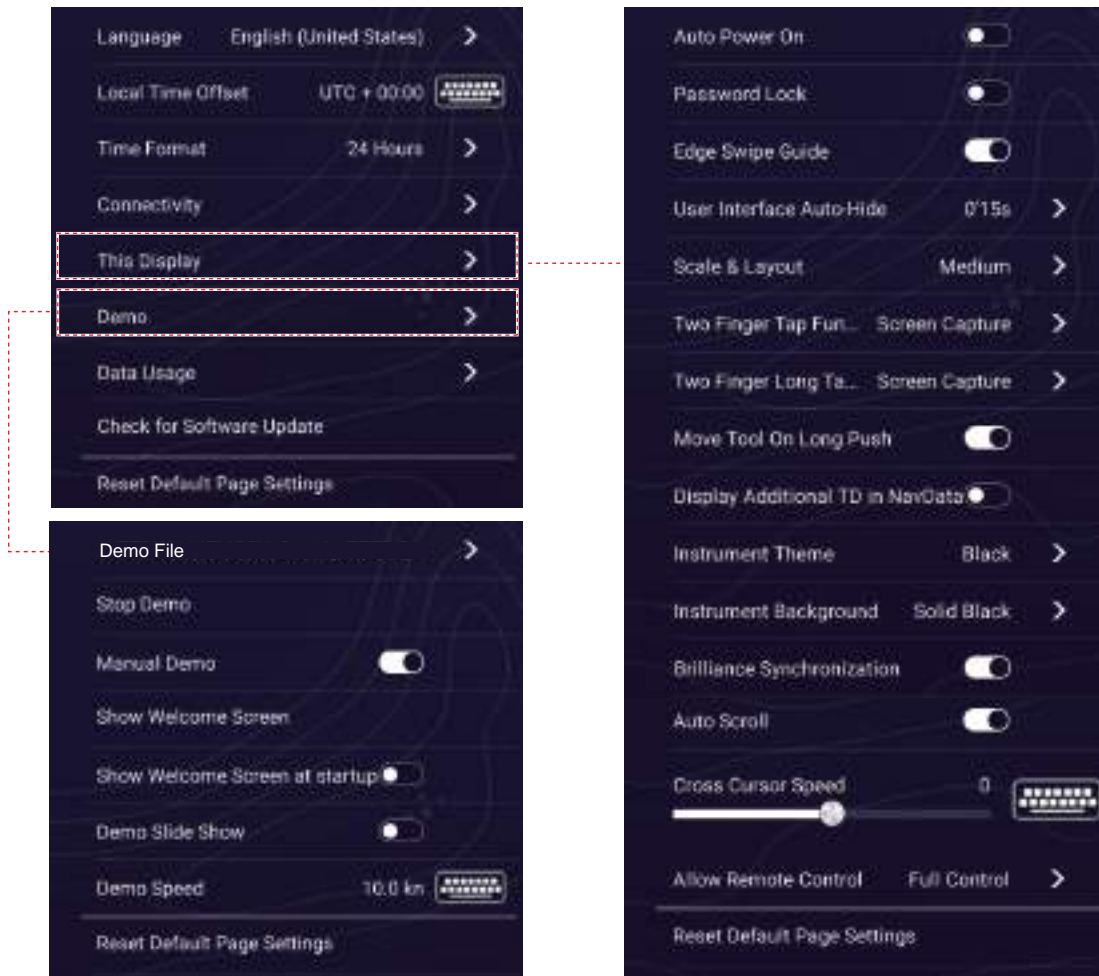 Language English (United States)
Local Time Offset UTC + 00:00
Time Format 24 Hours
Connectivity
This Display
Demo
Data Usage
Check for Software Update
Reset Default Page Settings
Demo File
Stop Demo
Manual Demo
Show Welcome Screen
Show Welcome Screen at startup
Demo Slide Show
Demo Speed 10.0 kn
Reset Default Page Settings
Auto Power On
Password Lock
Edge Swipe Guide
User Interface Auto-Hide 0'15s
Scale & Layout Medium
Two Finger Tap Fun... Screen Capture
Two Finger Long Ta... Screen Capture
Move Tool On Long Push
Display Additional TD in NavData
Instrument Theme Black
Instrument Background Solid Black
Brilliance Synchronization
Auto Scroll
Cross Cursor Speed 0
Allow Remote Control Full Control
Reset Default Page Settings